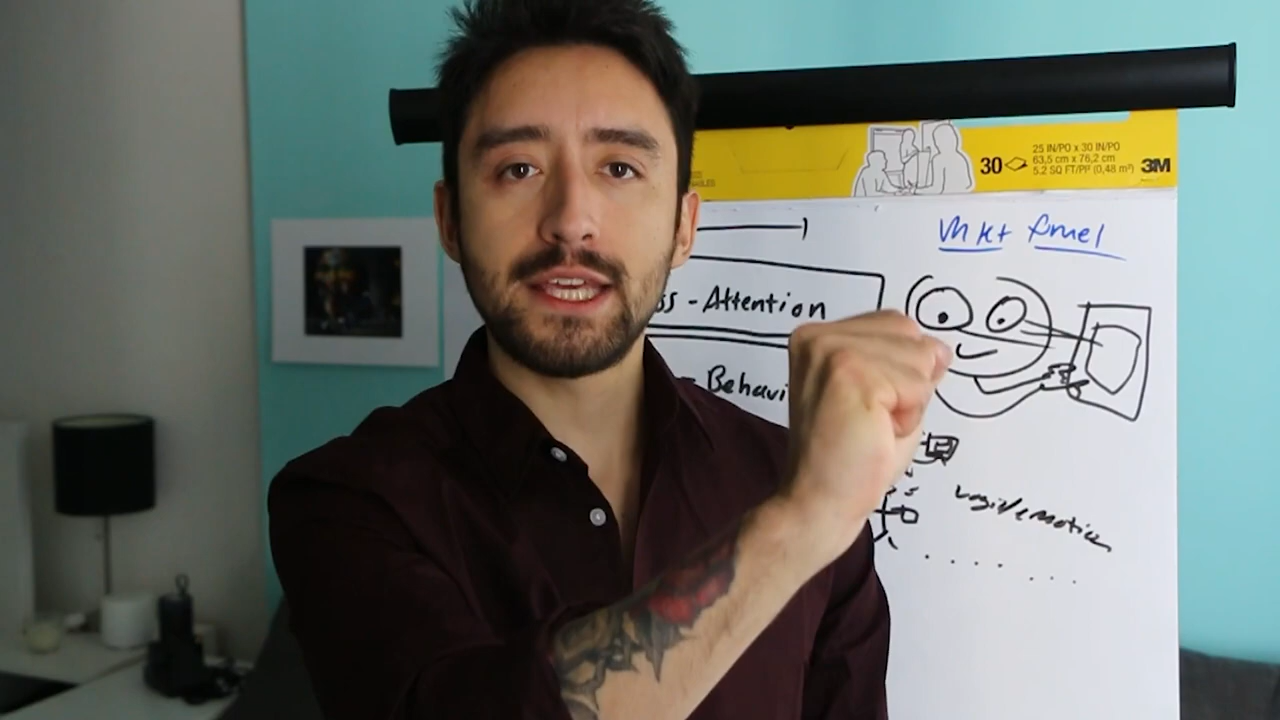 30
25 IN/PO x 30 IN/PO
63,5 cm x 76,2 cm
5.2 SQ FT/PI² (0,48 m²)
3M
Mkt funel
ss - Attention
- Behavi